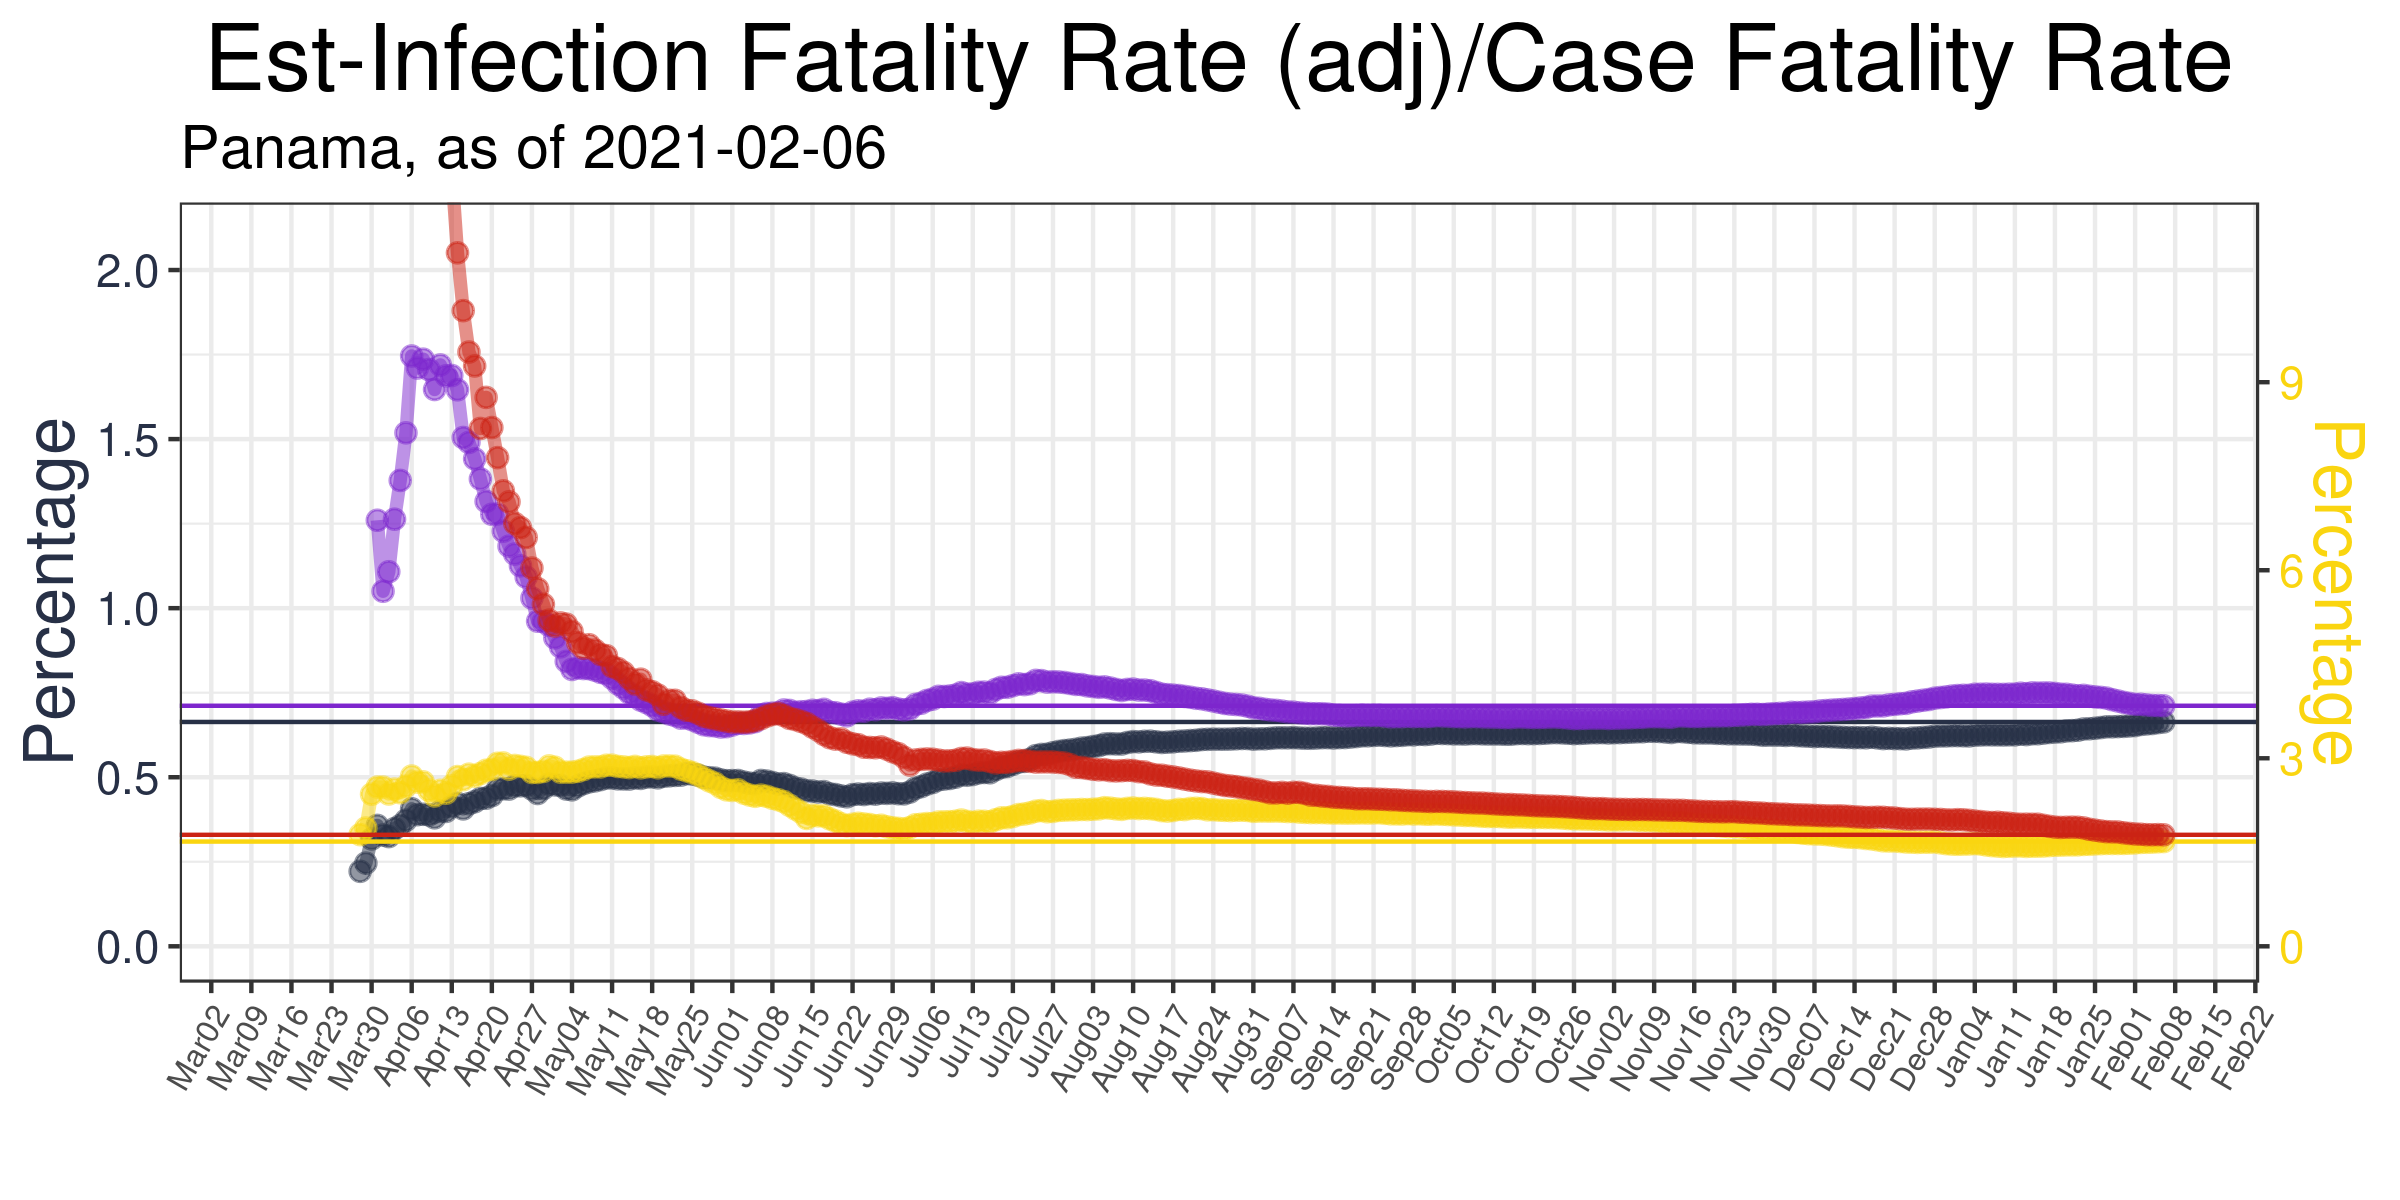 Est-Infection Fatality Rate (adj)/Case Fatality Rate
Panama, as of 2021-02-06
Percentage
2.0
1.5
1.0
0.5
0.0
9
6
3
0
Percentage
Mar02 Mar09 Mar16 Mar23 Mar30 Apr06 Apr13 Apr20 Apr27 May04 May11 May18 May25 Jun01 Jun08 Jun15 Jun22 Jun29 Jul06 Jul13 Jul20 Jul27 Aug03 Aug10 Aug17 Aug24 Aug31 Sep07 Sep14 Sep21 Sep28 Oct05 Oct12 Oct19 Oct26 Nov02 Nov09 Nov16 Nov23 Nov30 Dec07 Dec14 Dec21 Dec28 Jan04 Jan11 Jan18 Jan25 Feb01 Feb08 Feb15 Feb22